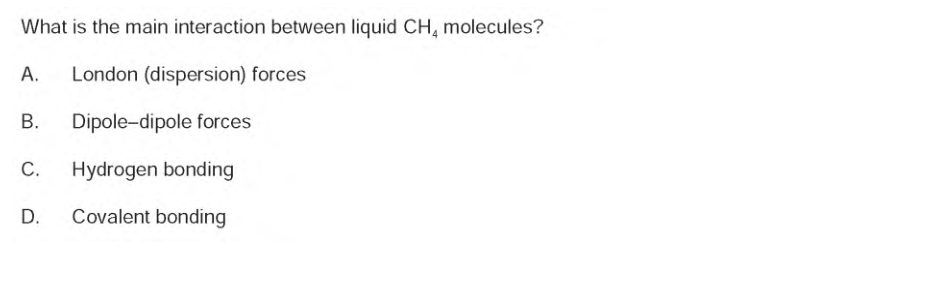 What is the main interaction between liquid CH₄ molecules?
A. London (dispersion) forces
B. Dipole–dipole forces
C. Hydrogen bonding
D. Covalent bonding